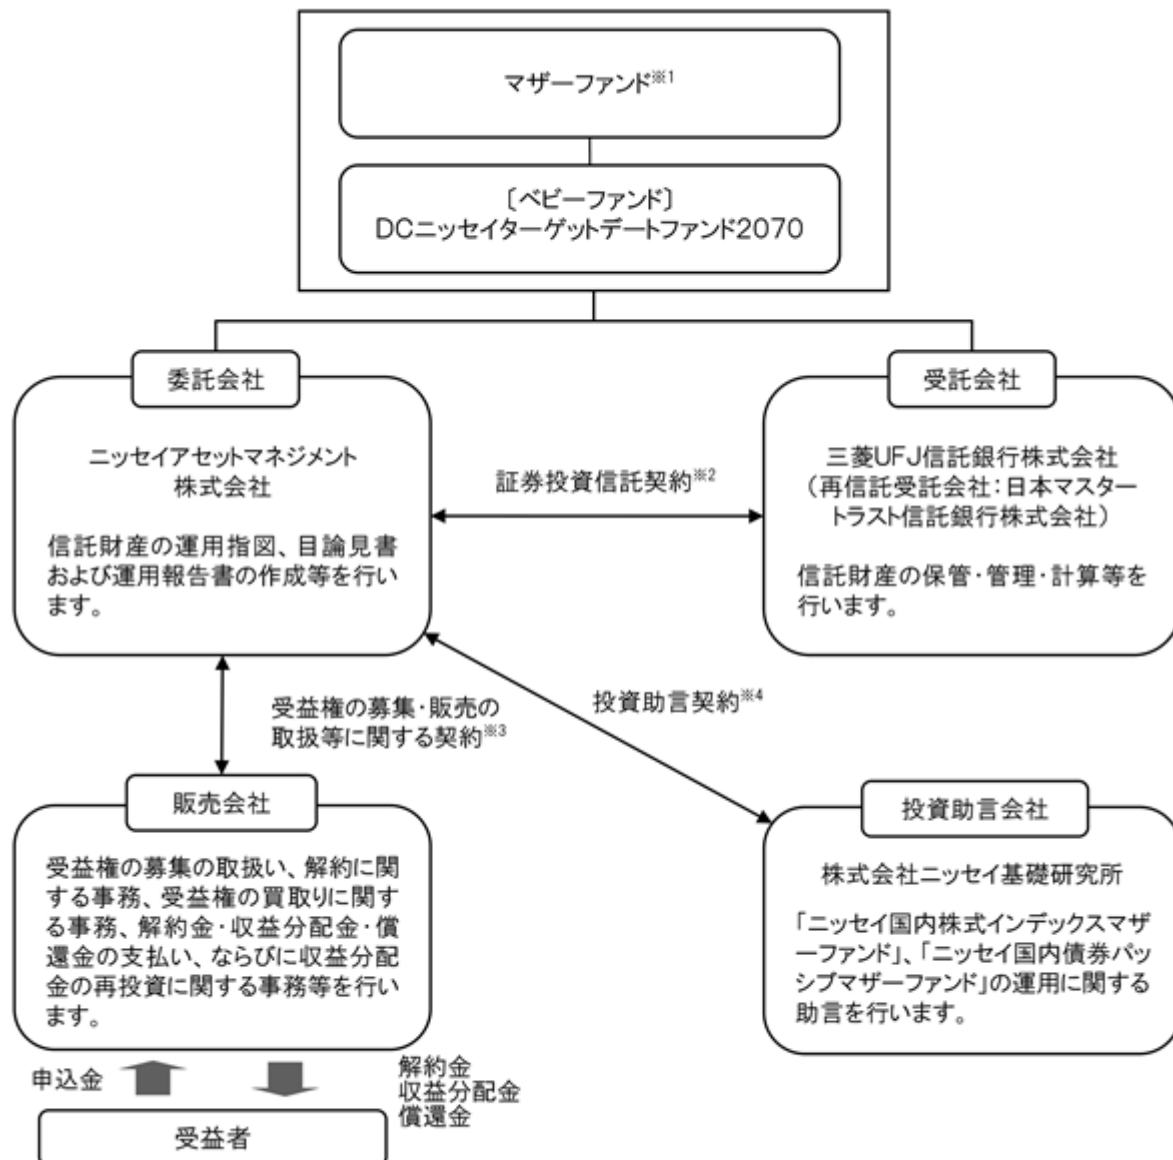 マザーファンド※1
〔ベビーファンド〕
DCニッセイターゲットデートファンド2070
委託会社
ニッセイアセットマネジメント
株式会社
信託財産の運用指図、目論見書
および運用報告書の作成等を行い
ます。
証券投資信託契約※2
受託会社
三菱UFJ信託銀行株式会社
(再信託受託会社:日本マスター
トラスト信託銀行株式会社)
信託財産の保管・管理・計算等を
行います。
受益権の募集・販売の
取扱等に関する契約※3
投資助言契約※4
販売会社
受益権の募集の取扱い、解約に関
する事務、受益権の買取りに関す
る事務、解約金・収益分配金・償
還金の支払い、ならびに収益分配
金の再投資に関する事務等を行い
ます。
投資助言会社
株式会社ニッセイ基礎研究所
「ニッセイ国内株式インデックスマザ
ーファンド」、「ニッセイ国内債券パッ
シブマザーファンド」の運用に関する
助言を行います。
申込金
解約金
収益分配金
償還金
受益者